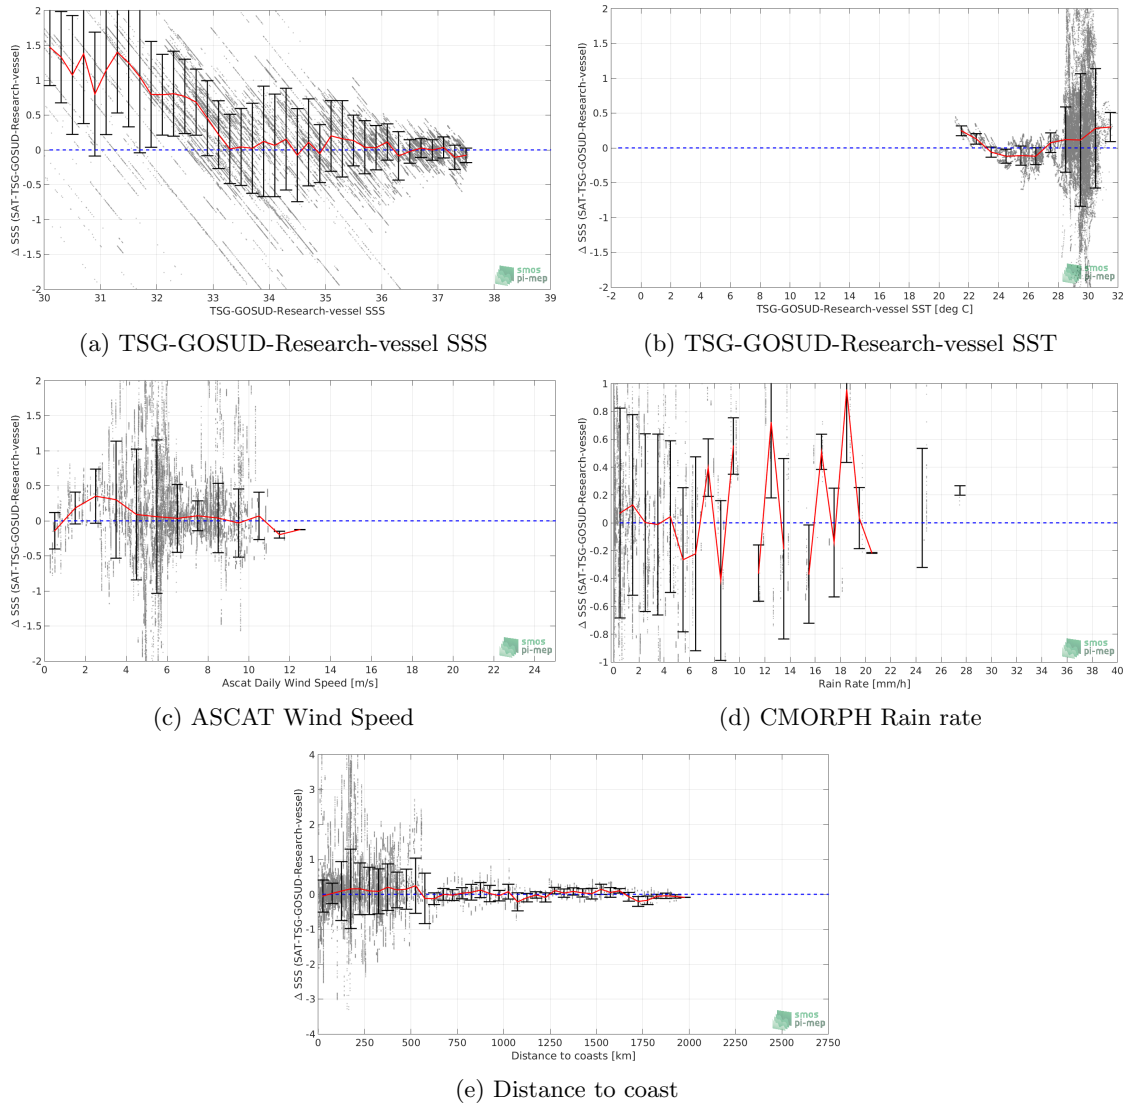 Δ SSS (SAT-TSG-GOSUD-Research-vessel)
2
1.5
1
0.5
0
-0.5
-1
-1.5
-2
30 31 32 33 34 35 36 37 38 39
TSG-GOSUD-Research-vessel SSS
smos
pi-mep
(a) TSG-GOSUD-Research-vessel SSS
Δ SSS (SAT-TSG-GOSUD-Research-vessel)
2
1.5
1
0.5
0
-0.5
-1
-1.5
-2
-2 0 2 4 6 8 10 12 14 16 18 20 22 24 26 28 30 32
TSG-GOSUD-Research-vessel SST [deg C]
smos
pi-mep
(b) TSG-GOSUD-Research-vessel SST
Δ SSS (SAT-TSG-GOSUD-Research-vessel)
2
1.5
1
0.5
0
-0.5
-1
-1.5
-2
0 2 4 6 8 10 12 14 16 18 20 22 24
Ascat Daily Wind Speed [m/s]
smos
pi-mep
(c) ASCAT Wind Speed
Δ SSS (SAT-TSG-GOSUD-Research-vessel)
1
0.8
0.6
0.4
0.2
0
-0.2
-0.4
-0.6
-0.8
-1
0 2 4 6 8 10 12 14 16 18 20 22 24 26 28 30 32 34 36 38 40
Rain Rate [mm/h]
smos
pi-mep
(d) CMORPH Rain rate
Δ SSS (SAT-TSG-GOSUD-Research-vessel)
4
3
2
1
0
-1
-2
-3
-4
0 250 500 750 1000 1250 1500 1750 2000 2250 2500 2750
Distance to coasts [km]
smos
pi-mep
(e) Distance to coast